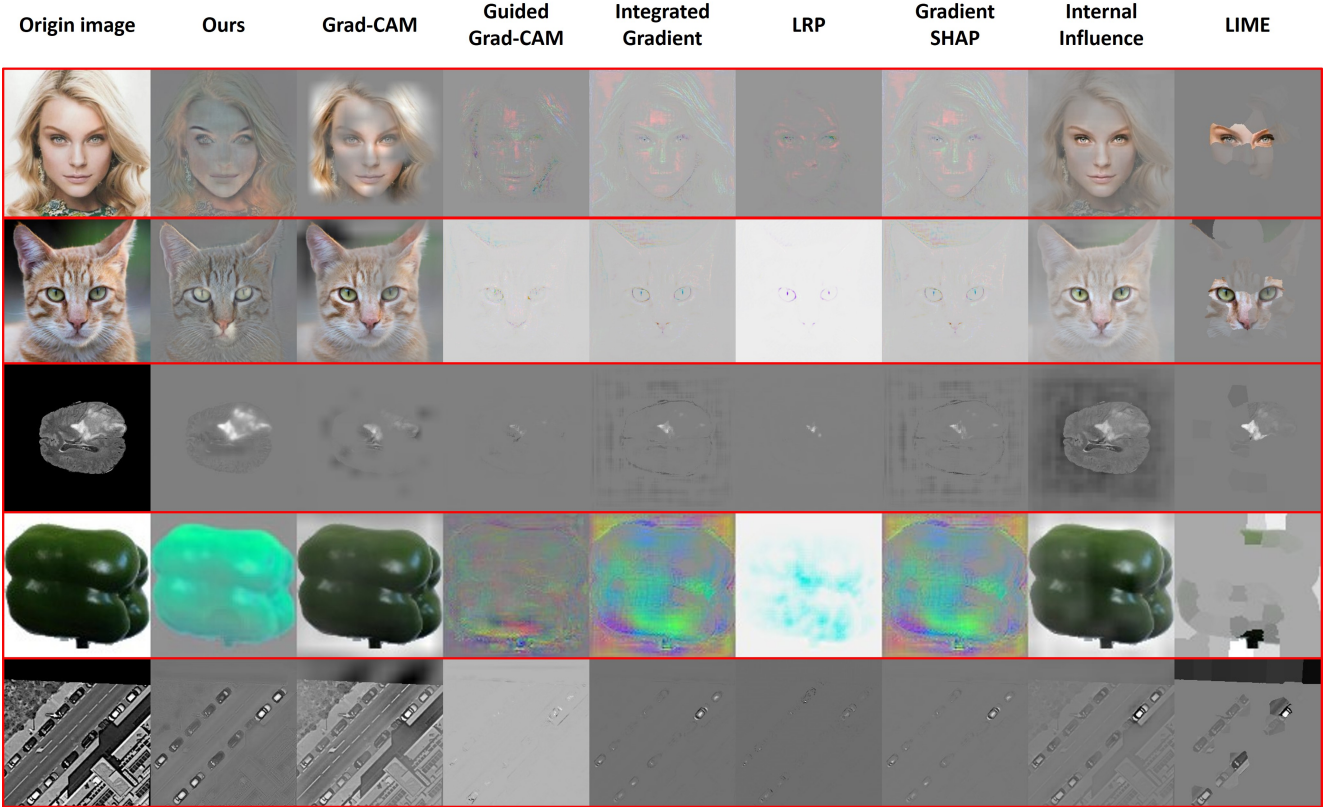 Origin image
Ours
Grad-CAM
Guided
Grad-CAM
Integrated
Gradient
LRP
Gradient
SHAP
Internal
Influence
LIME